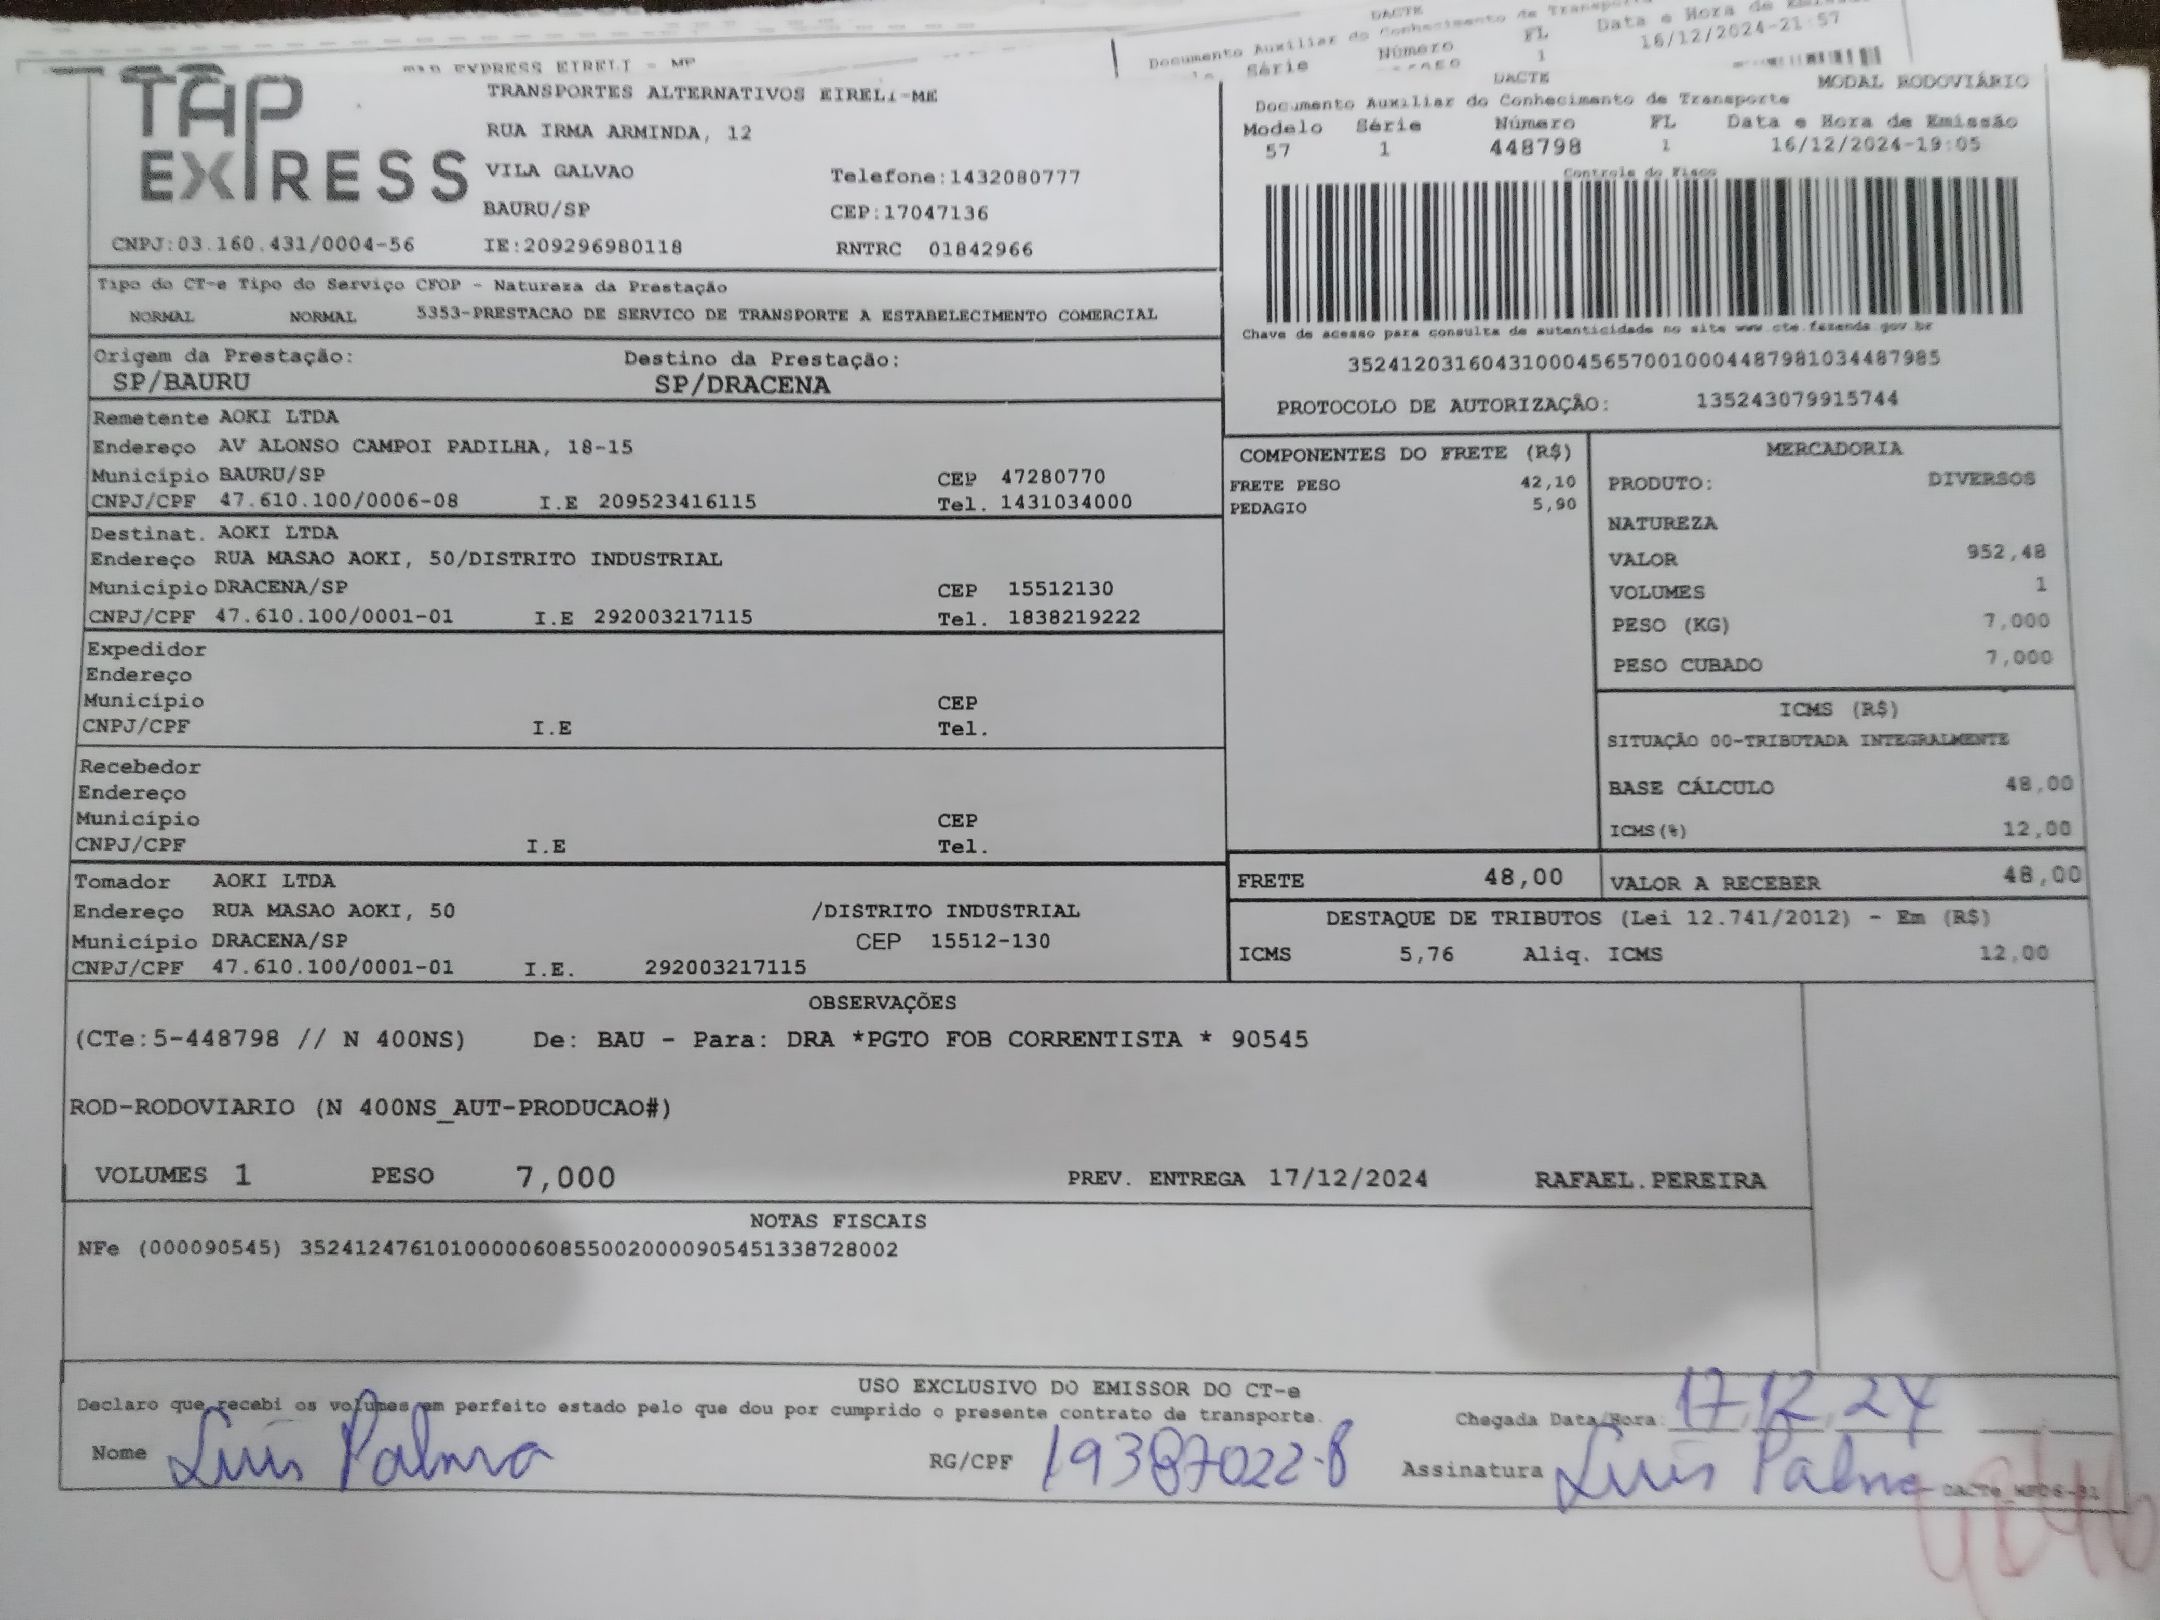 DACTE
Documento Auxiliar do Conhecimento de
Série Número FL Data e Hora de
1 16/12/2024-21:57
TAP EXPRESS
EXPRESS EIRELI - ME
TRANSPORTES ALTERNATIVOS EIRELI-ME
RUA IRMA ARMINDA, 12
VILA GALVAO Telefone:1432080777
BAURU/SP CEP:17047136
CNPJ:03.160.431/0004-56 IE:209296980118 RNTRC 01842966
DACTE MODAL RODOVIÁRIO
Documento Auxiliar do Conhecimento de Transporte
Modelo Série Número FL Data e Hora de Emissão
57 1 448798 1 16/12/2024-19:05
Controle do Fisco
Chave de acesso para consulta de autenticidade no site www.cte.fazenda.gov.br
35241203160431000456570010004487981034487985
PROTOCOLO DE AUTORIZAÇÃO: 135243079915744
Tipo do CT-e Tipo do Serviço CFOP - Natureza da Prestação
NORMAL NORMAL 5353-PRESTACAO DE SERVICO DE TRANSPORTE A ESTABELECIMENTO COMERCIAL
Origem da Prestação: Destino da Prestação:
SP/BAURU SP/DRACENA
Remetente AOKI LTDA
Endereço AV ALONSO CAMPOI PADILHA, 18-15
Município BAURU/SP CEP 47280770
CNPJ/CPF 47.610.100/0006-08 I.E 209523416115 Tel. 1431034000
Destinat. AOKI LTDA
Endereço RUA MASAO AOKI, 50/DISTRITO INDUSTRIAL
Município DRACENA/SP CEP 15512130
CNPJ/CPF 47.610.100/0001-01 I.E 292003217115 Tel. 1838219222
Expedidor
Endereço
Município CEP
CNPJ/CPF I.E Tel.
Recebedor
Endereço
Município CEP
CNPJ/CPF I.E Tel.
Tomador AOKI LTDA
Endereço RUA MASAO AOKI, 50 /DISTRITO INDUSTRIAL
Município DRACENA/SP CEP 15512-130
CNPJ/CPF 47.610.100/0001-01 I.E. 292003217115
COMPONENTES DO FRETE (R$)
FRETE PESO 42,10
PEDAGIO 5,90
MERCADORIA
PRODUTO: DIVERSOS
NATUREZA
VALOR 952,48
VOLUMES 1
PESO (KG) 7,000
PESO CUBADO 7,000
ICMS (R$)
SITUAÇÃO 00-TRIBUTADA INTEGRALMENTE
BASE CÁLCULO 48,00
ICMS(%) 12,00
FRETE 48,00 VALOR A RECEBER 48,00
DESTAQUE DE TRIBUTOS (Lei 12.741/2012) - Em (R$)
ICMS 5,76 Aliq. ICMS 12,00
OBSERVAÇÕES
(CTe:5-448798 // N 400NS) De: BAU - Para: DRA *PGTO FOB CORRENTISTA * 90545
ROD-RODOVIARIO (N 400NS_AUT-PRODUCAO#)
VOLUMES 1 PESO 7,000 PREV. ENTREGA 17/12/2024 RAFAEL.PEREIRA
NOTAS FISCAIS
NFe (000090545) 35241247610100000608550020000905451338728002
USO EXCLUSIVO DO EMISSOR DO CT-e
Declaro que recebi os volumes em perfeito estado pelo que dou por cumprido o presente contrato de transporte.
Chegada Data/Hora: 17.12.24
Nome Luis Palma RG/CPF 19387022-8 Assinatura Luis Palma